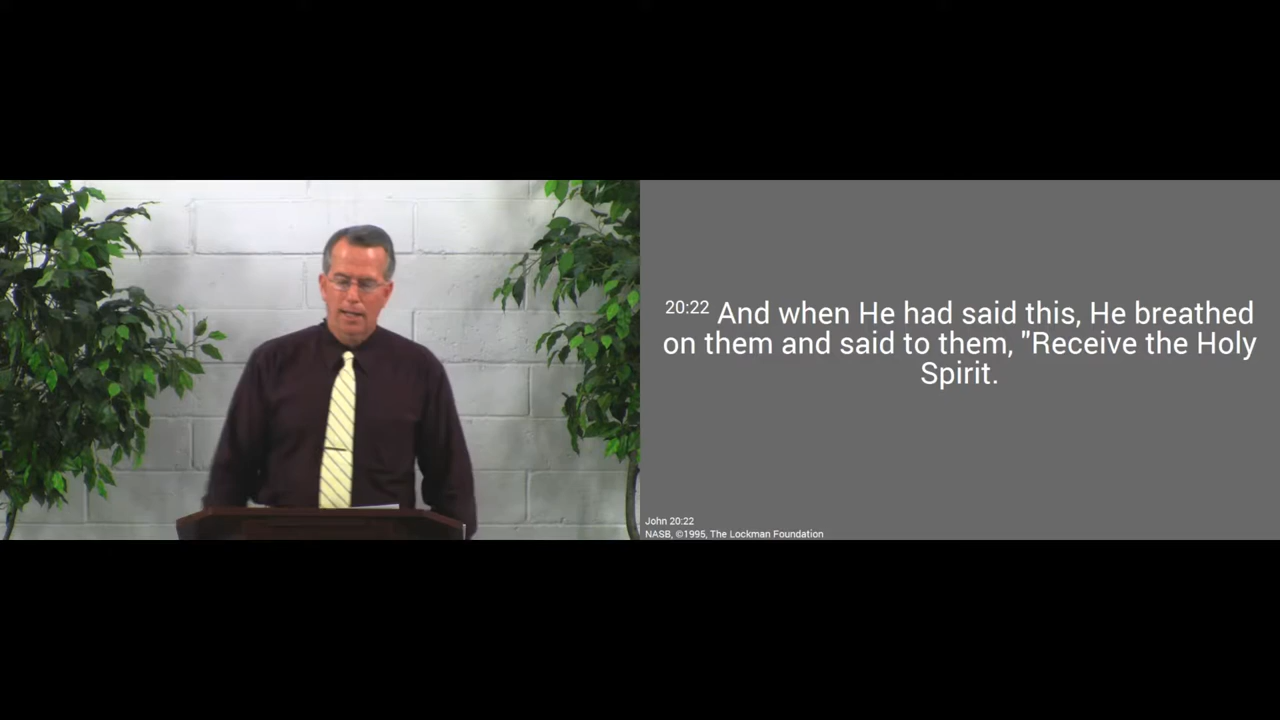 20:22 And when He had said this, He breathed
on them and said to them, "Receive the Holy
Spirit.
John 20:22
NASB, ©1995, The Lockman Foundation